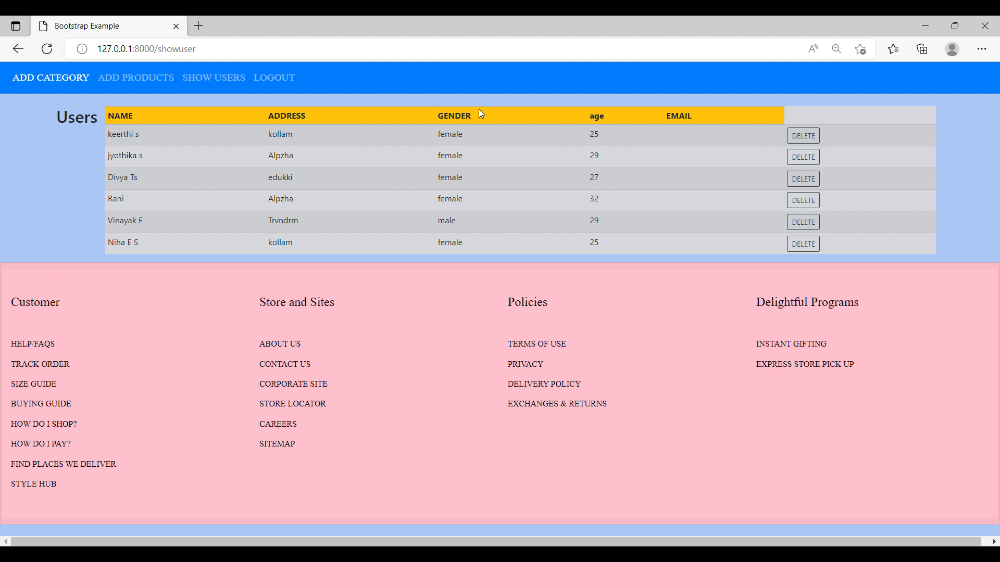 Bootstrap Example
127.0.0.1:8000/showuser
ADD CATEGORY ADD PRODUCTS SHOW USERS LOGOUT
Users
NAME ADDRESS GENDER age EMAIL
keerthi s kollam female 25 DELETE
jyothika s Alpzha female 29 DELETE
Divya Ts edukki female 27 DELETE
Rani Alpzha female 32 DELETE
Vinayak E Trvndrm male 29 DELETE
Niha E S kollam female 25 DELETE
Customer
HELP/FAQS
TRACK ORDER
SIZE GUIDE
BUYING GUIDE
HOW DO I SHOP?
HOW DO I PAY?
FIND PLACES WE DELIVER
STYLE HUB
Store and Sites
ABOUT US
CONTACT US
CORPORATE SITE
STORE LOCATOR
CAREERS
SITEMAP
Policies
TERMS OF USE
PRIVACY
DELIVERY POLICY
EXCHANGES & RETURNS
Delightful Programs
INSTANT GIFTING
EXPRESS STORE PICK UP